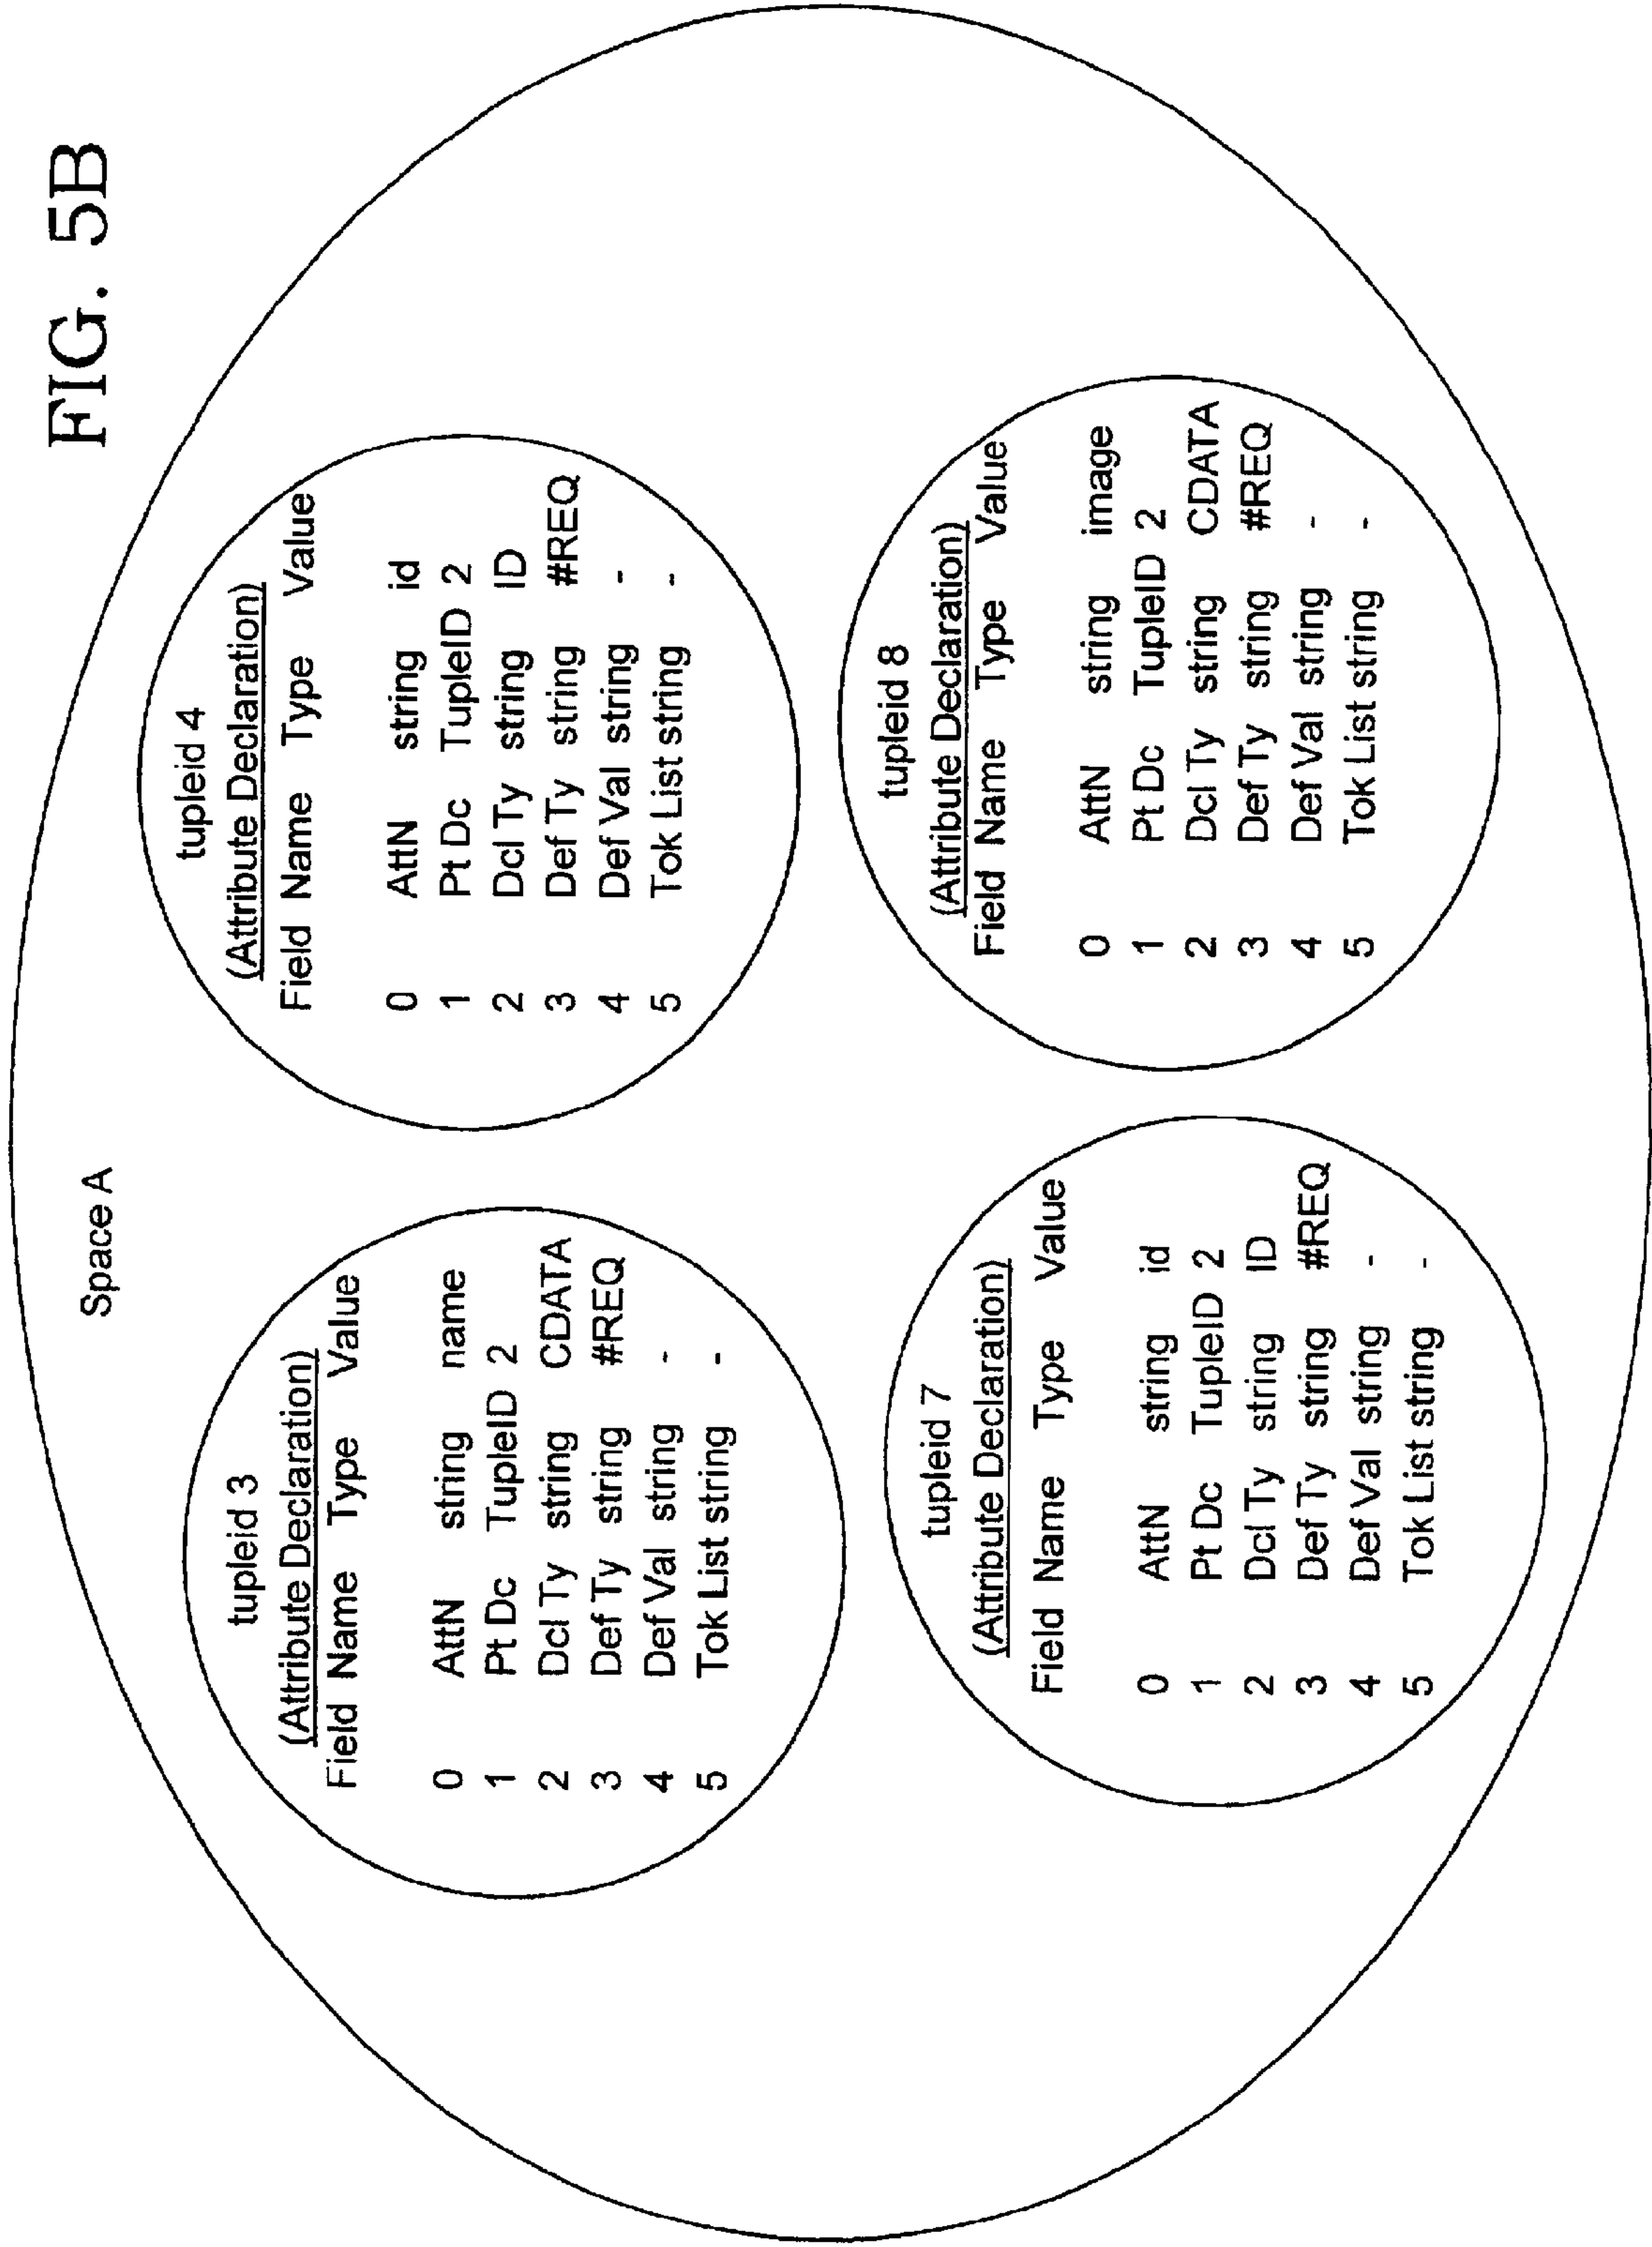 FIG. 5B
Space A
tupleid 3
(Attribute Declaration)
Field Name Type Value
0 AttN string name
1 Pt Dc TupleID 2
2 Dcl Ty string CDATA
3 Def Ty string #REQ
4 Def Val string -
5 Tok List string -
tupleid 4
(Attribute Declaration)
Field Name Type Value
0 AttN string id
1 Pt Dc TupleID 2
2 Dcl Ty string ID
3 Def Ty string #REQ
4 Def Val string -
5 Tok List string -
tupleid 7
(Attribute Declaration)
Field Name Type Value
0 AttN string id
1 Pt Dc TupleID 2
2 Dcl Ty string ID
3 Def Ty string #REQ
4 Def Val string -
5 Tok List string -
tupleid 8
(Attribute Declaration)
Field Name Type Value
0 AttN string image
1 Pt Dc TupleID 2
2 Dcl Ty string CDATA
3 Def Ty string #REQ
4 Def Val string -
5 Tok List string -